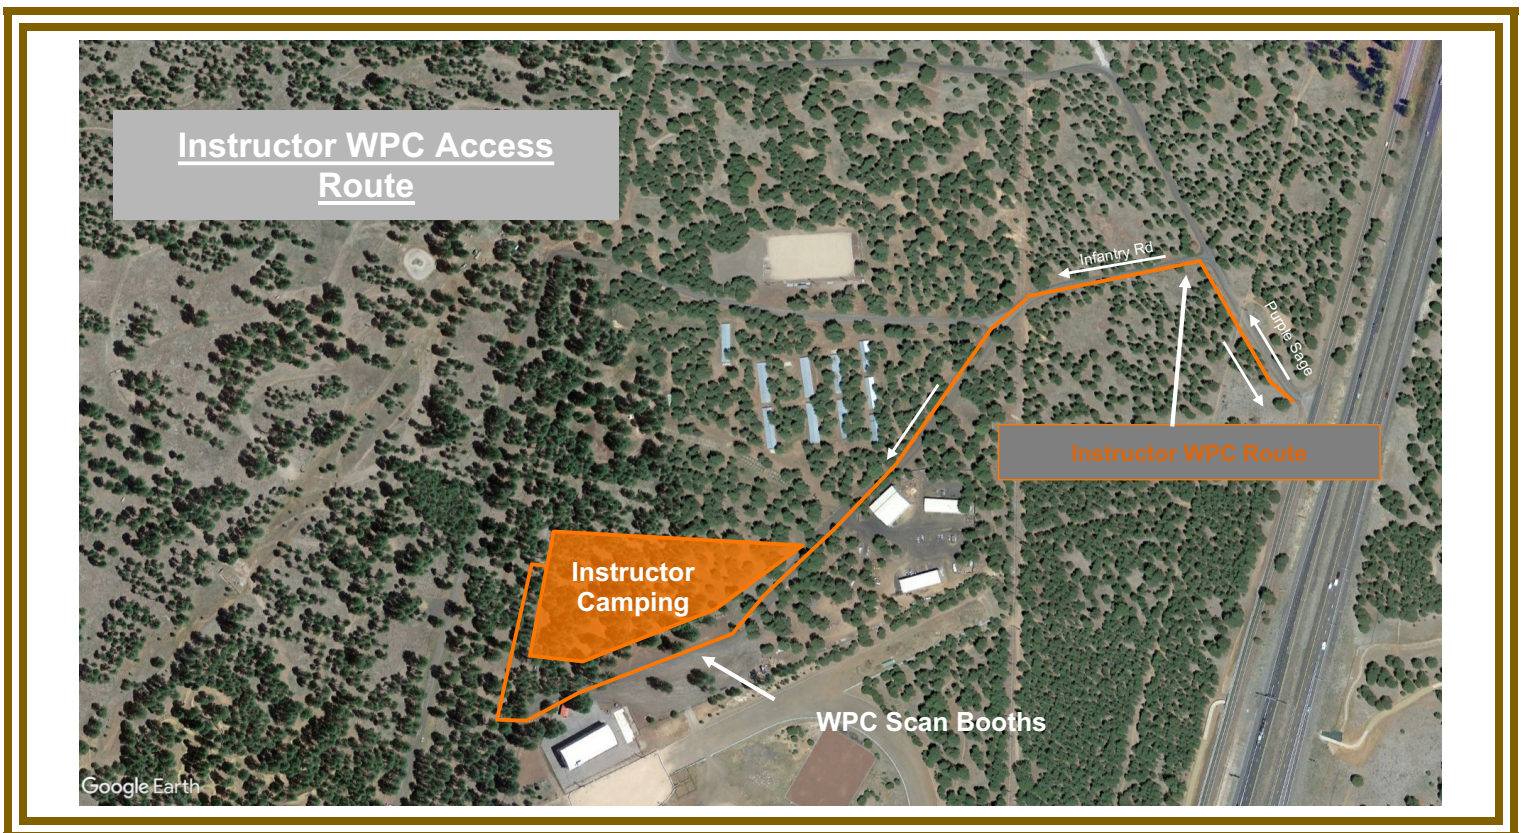 Instructor WPC Access
Route
Infantry Rd
Purple Sage
Instructor WPC Route
Instructor
Camping
WPC Scan Booths
Google Earth